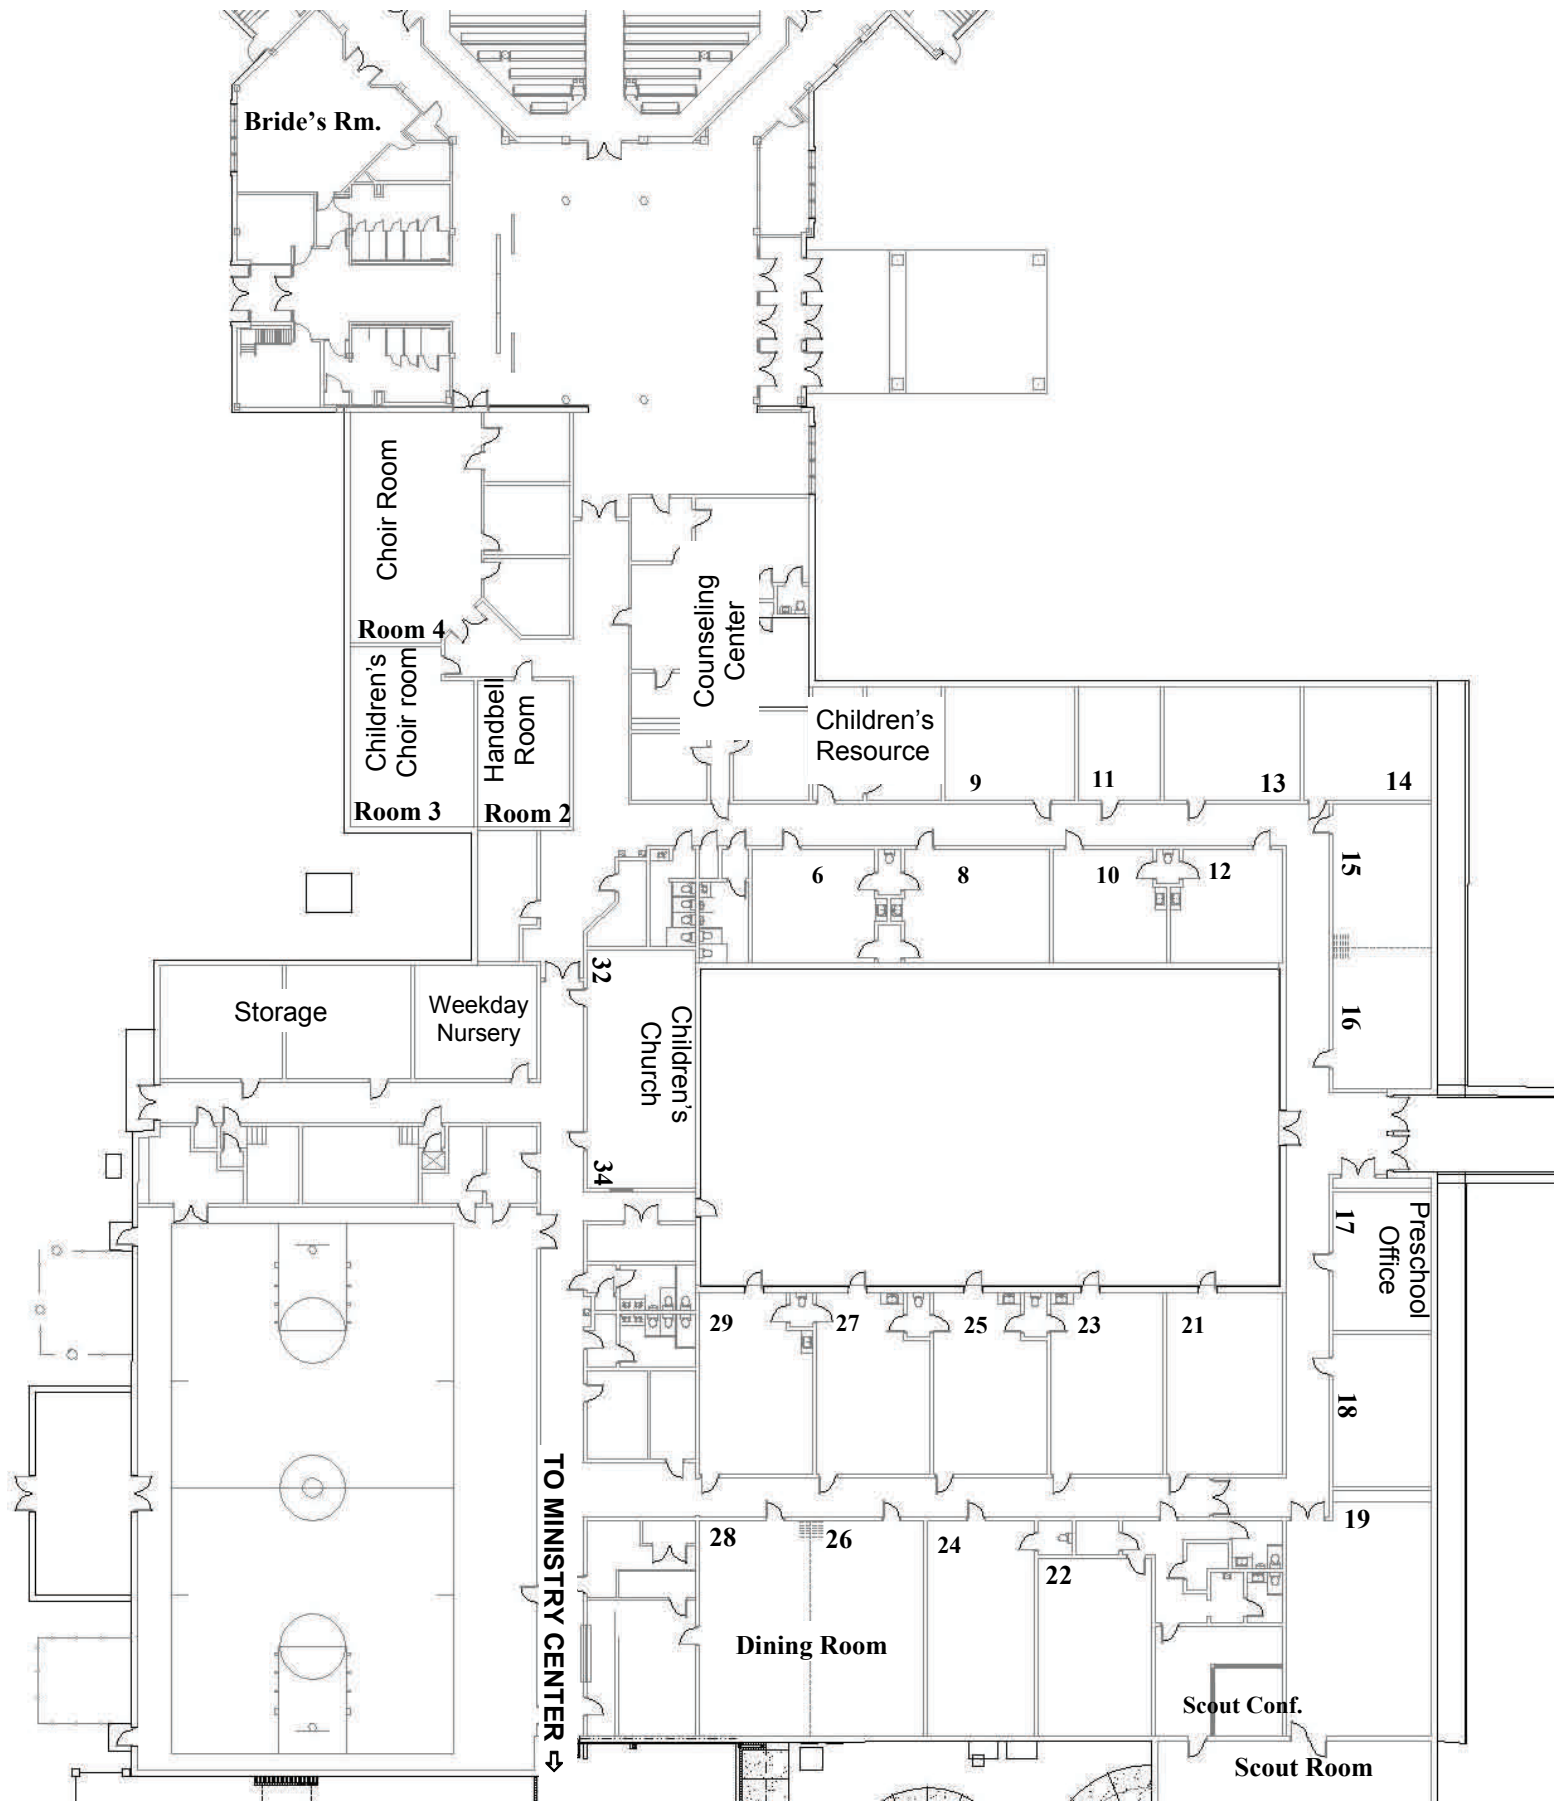 Bride's Rm.
Choir Room
Room 4
Children's
Choir room
Room 3
Handbell
Room
Room 2
Counseling
Center
Children's
Resource
9
11
13
14
6
8
10
12
15
16
32
Children's
Church
34
Storage
Weekday
Nursery
17
Preschool
Office
18
29
27
25
23
21
19
28
26
24
22
Dining Room
TO MINISTRY CENTER ⇨
Scout Conf.
Scout Room